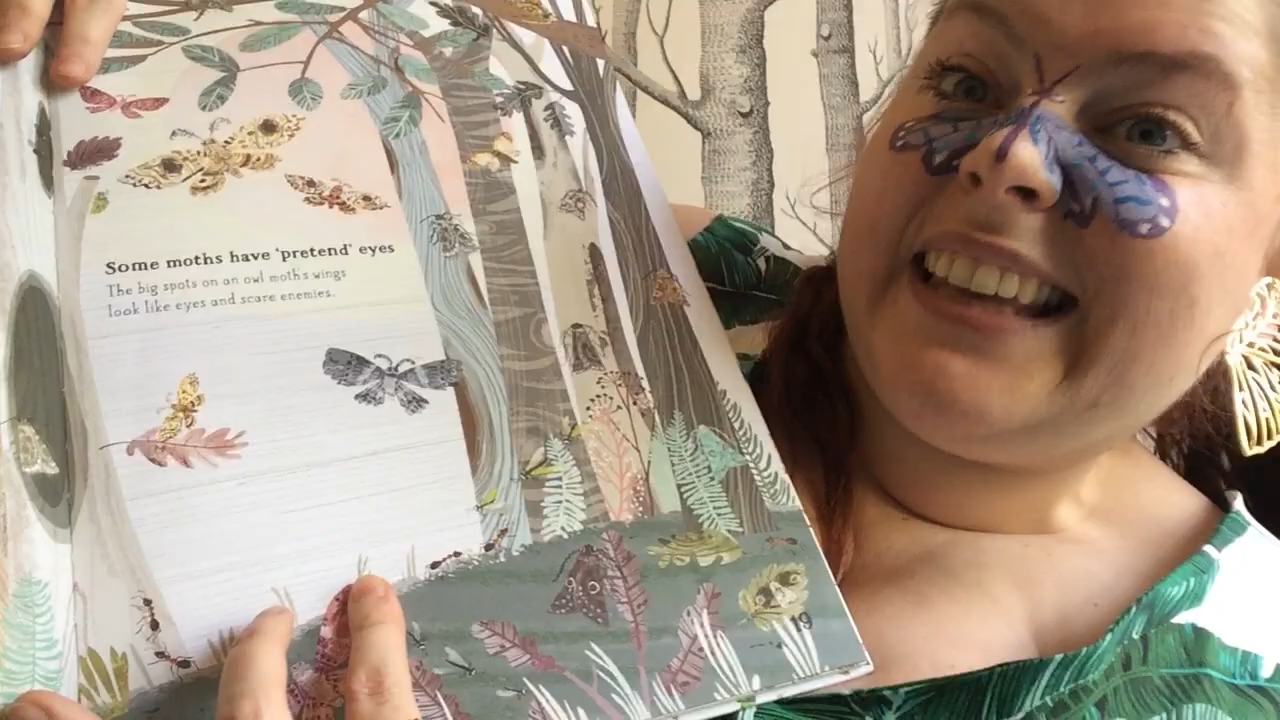 Some moths have 'pretend' eyes
The big spots on an owl moth's wings
look like eyes and scare enemies.
19